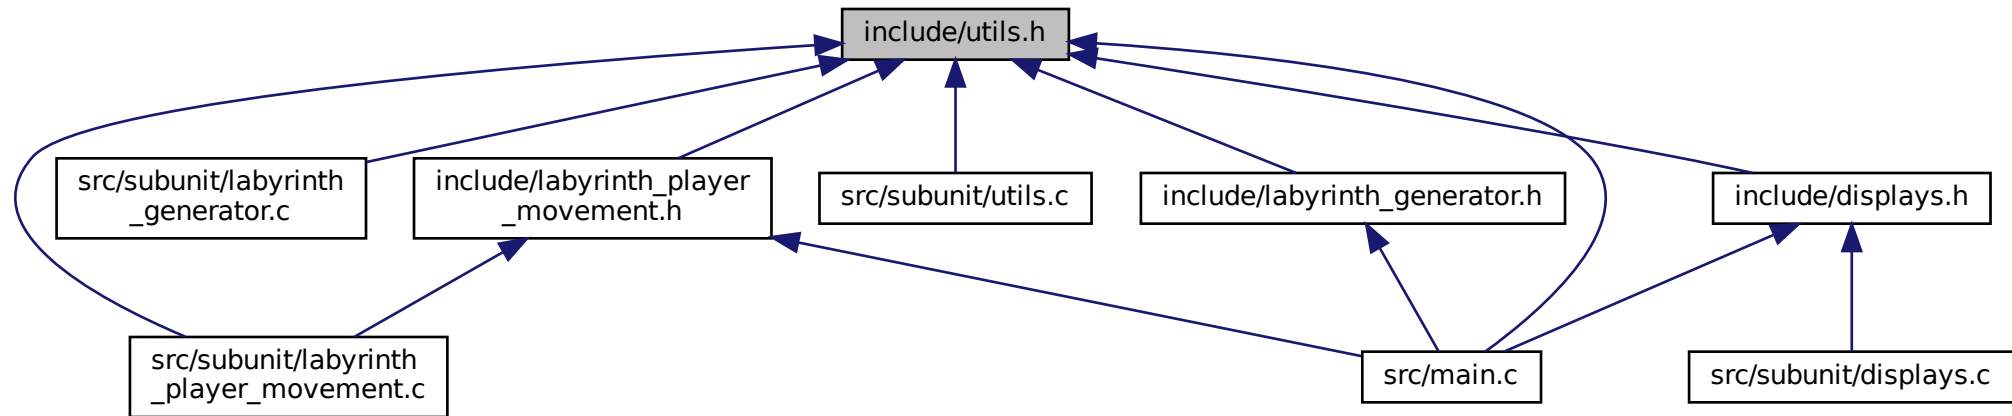 include/utils.h
src/subunit/labyrinth
_generator.c
include/labyrinth_player
_movement.h
src/subunit/utils.c
include/labyrinth_generator.h
include/displays.h
src/subunit/labyrinth
_player_movement.c
src/main.c
src/subunit/displays.c